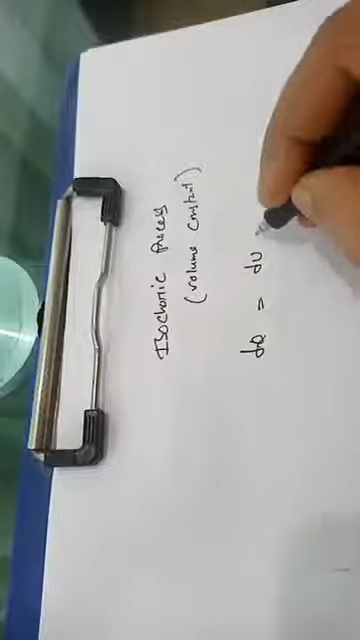 Isochoric Process
(volume constant)
dQ = dU